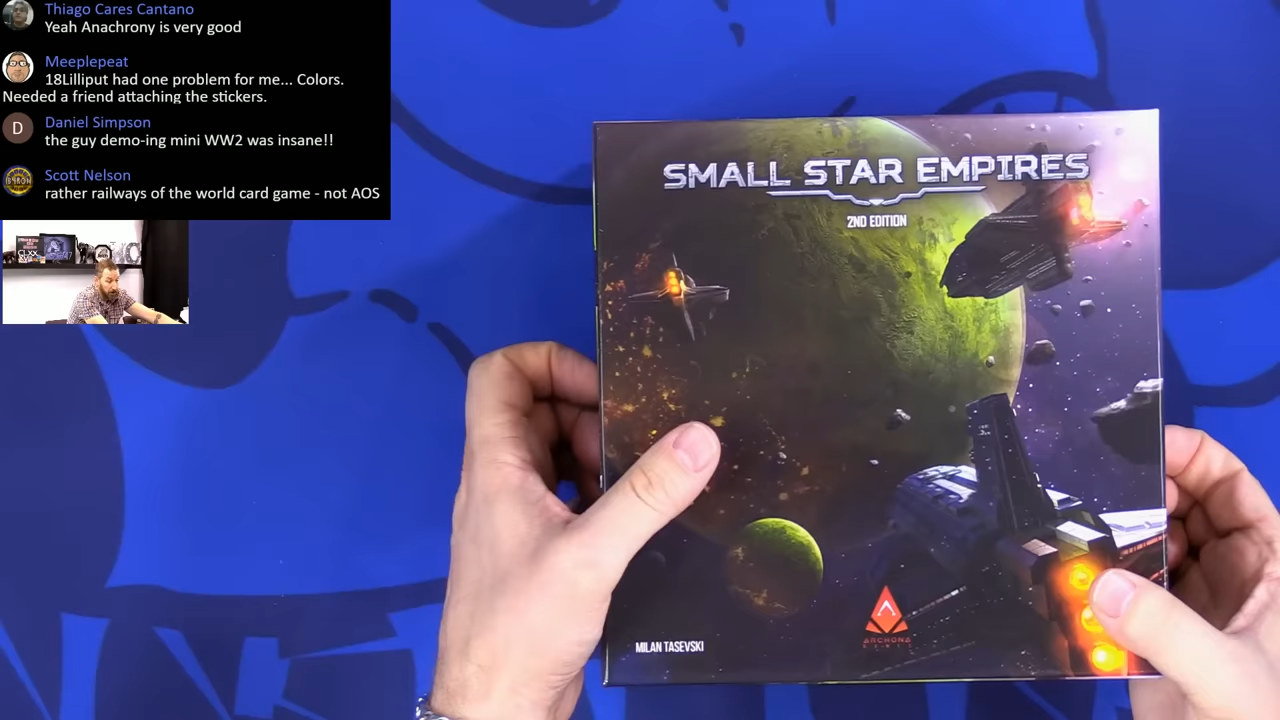 Thiago Cares Cantano
Yeah Anachrony is very good
Meeplepeat
18Lilliput had one problem for me... Colors.
Needed a friend attaching the stickers.
D
Daniel Simpson
the guy demo-ing mini WW2 was insane!!
Scott Nelson
rather railways of the world card game - not AOS
SMALL STAR EMPIRES
2ND EDITION
ARCHONA
MILAN TASEVSKI